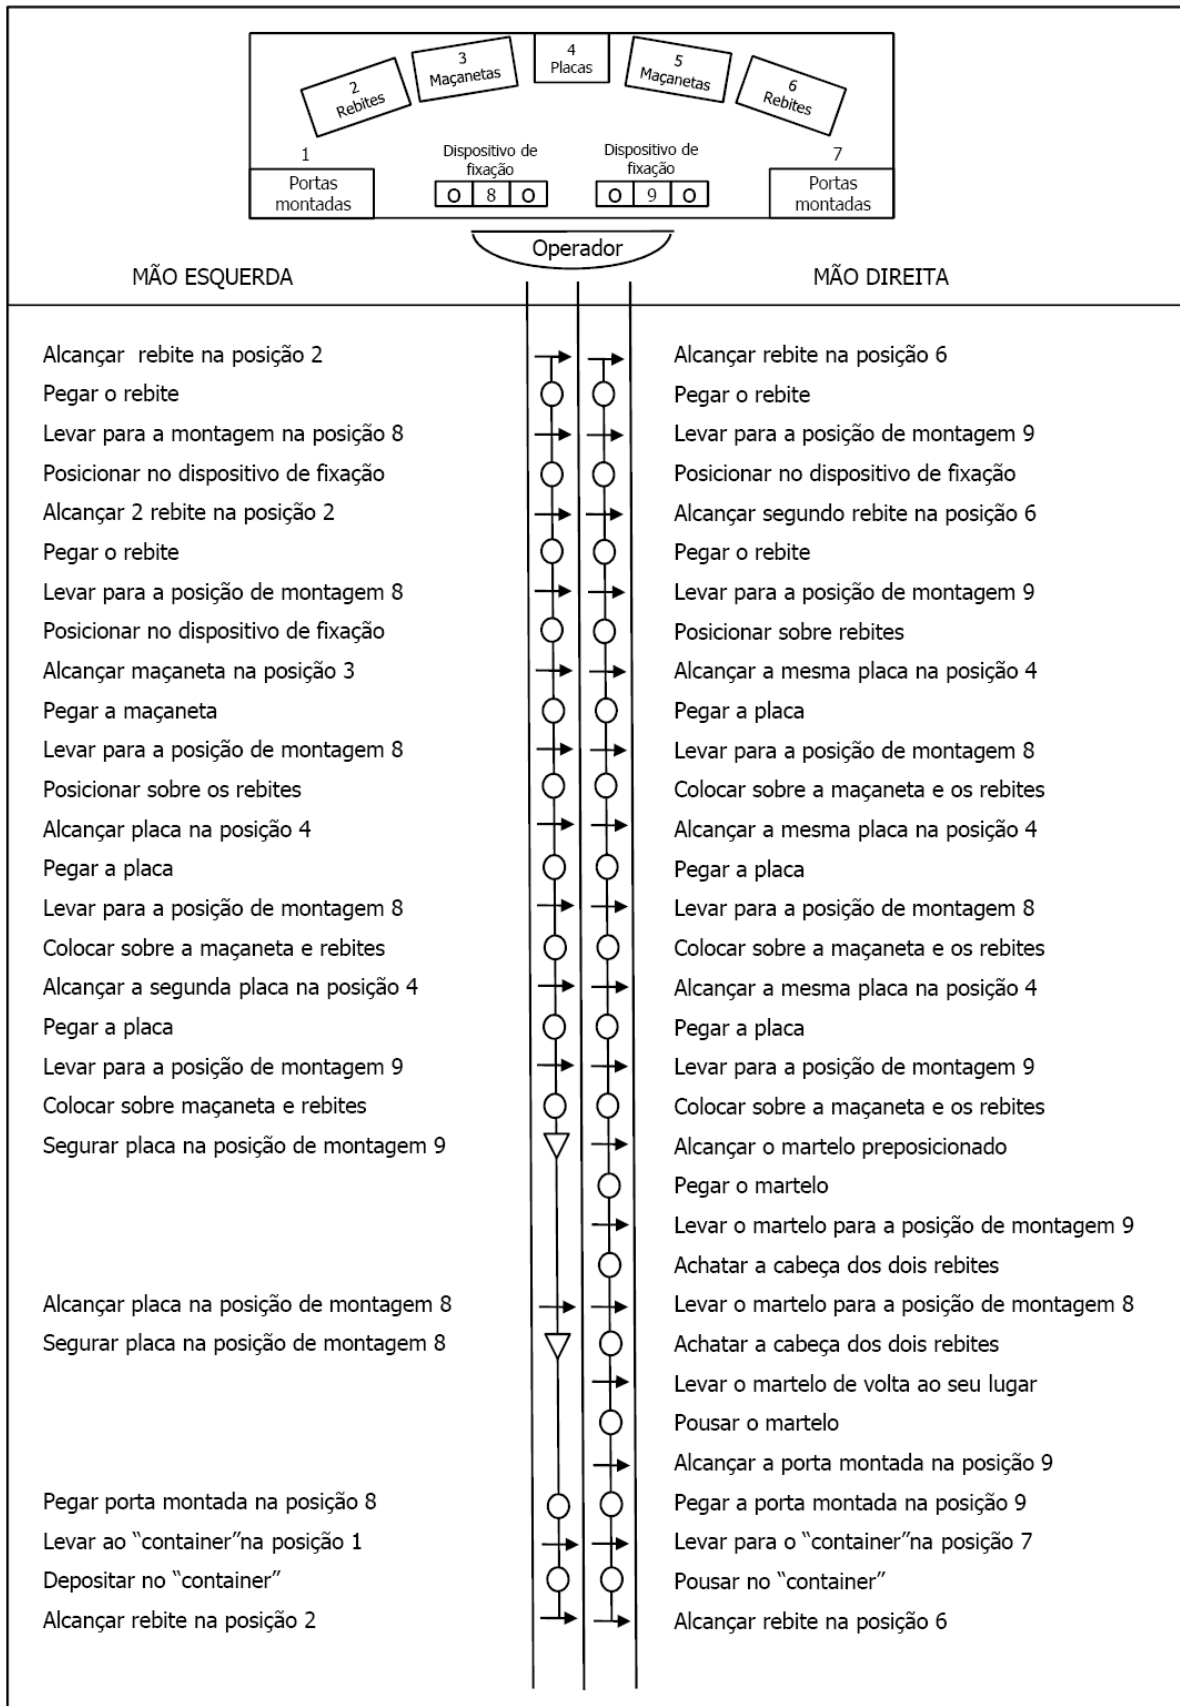 4
Placas
3
Maçanetas
5
Maçanetas
2
Rebites
6
Rebites
1
Portas
montadas
Dispositivo de
fixação
O 8 O
Dispositivo de
fixação
O 9 O
7
Portas
montadas
Operador
MÃO ESQUERDA
MÃO DIREITA
Alcançar rebite na posição 2
Alcançar rebite na posição 6
Pegar o rebite
Pegar o rebite
Levar para a montagem na posição 8
Levar para a posição de montagem 9
Posicionar no dispositivo de fixação
Posicionar no dispositivo de fixação
Alcançar 2 rebite na posição 2
Alcançar segundo rebite na posição 6
Pegar o rebite
Pegar o rebite
Levar para a posição de montagem 8
Levar para a posição de montagem 9
Posicionar no dispositivo de fixação
Posicionar sobre rebites
Alcançar maçaneta na posição 3
Alcançar a mesma placa na posição 4
Pegar a maçaneta
Pegar a placa
Levar para a posição de montagem 8
Levar para a posição de montagem 8
Posicionar sobre os rebites
Colocar sobre a maçaneta e os rebites
Alcançar placa na posição 4
Alcançar a mesma placa na posição 4
Pegar a placa
Pegar a placa
Levar para a posição de montagem 8
Levar para a posição de montagem 8
Colocar sobre a maçaneta e rebites
Colocar sobre a maçaneta e os rebites
Alcançar a segunda placa na posição 4
Alcançar a mesma placa na posição 4
Pegar a placa
Pegar a placa
Levar para a posição de montagem 9
Levar para a posição de montagem 9
Colocar sobre maçaneta e rebites
Colocar sobre a maçaneta e os rebites
Segurar placa na posição de montagem 9
Alcançar o martelo preposicionado
Pegar o martelo
Levar o martelo para a posição de montagem 9
Achatar a cabeça dos dois rebites
Alcançar placa na posição de montagem 8
Levar o martelo para a posição de montagem 8
Segurar placa na posição de montagem 8
Achatar a cabeça dos dois rebites
Levar o martelo de volta ao seu lugar
Pousar o martelo
Alcançar a porta montada na posição 9
Pegar porta montada na posição 8
Pegar a porta montada na posição 9
Levar ao “container”na posição 1
Levar para o “container”na posição 7
Depositar no “container”
Pousar no “container”
Alcançar rebite na posição 2
Alcançar rebite na posição 6